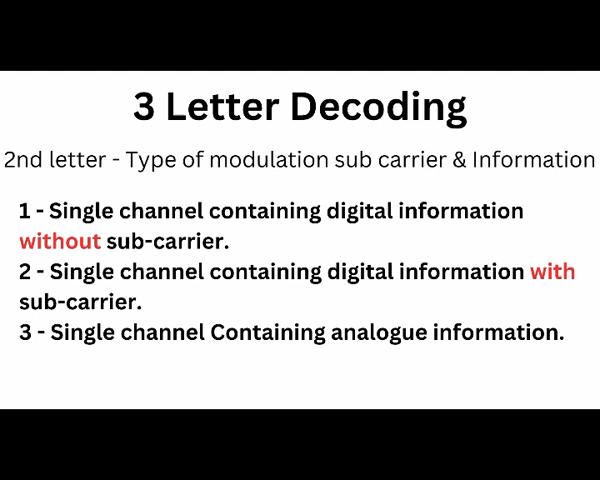 3 Letter Decoding
2nd letter - Type of modulation sub carrier & Information
1 - Single channel containing digital information
without sub-carrier.
2 - Single channel containing digital information with
sub-carrier.
3 - Single channel Containing analogue information.